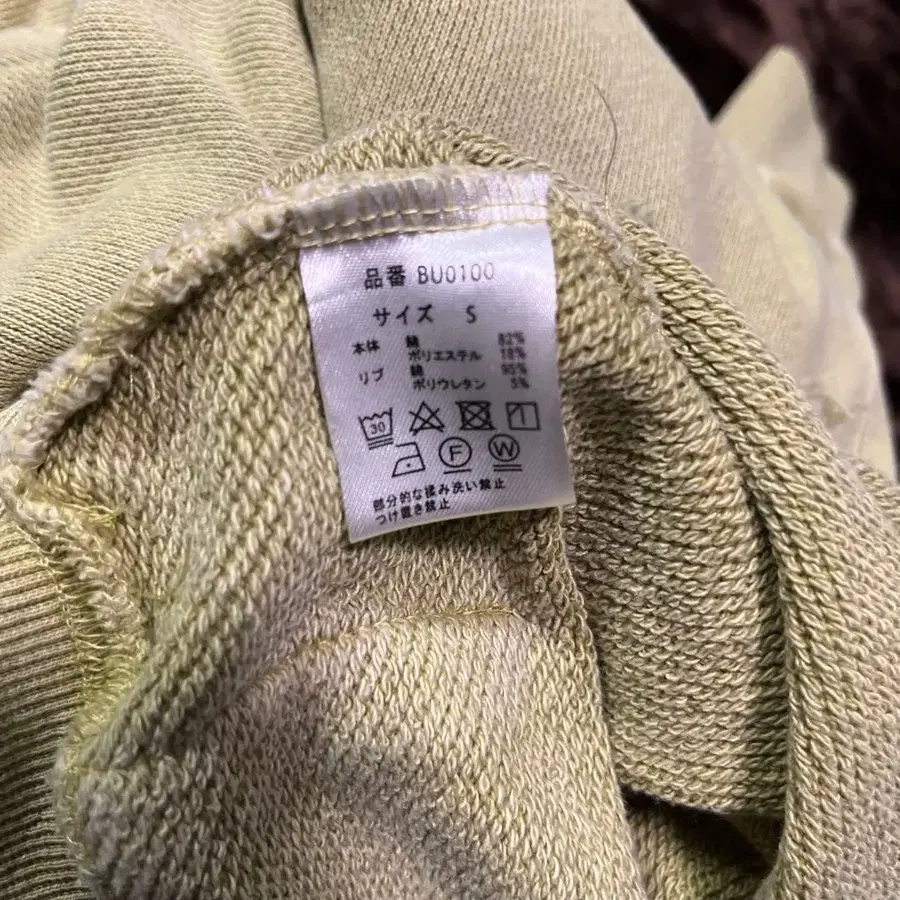 品番 BU0100
サイズ S
本体 綿 82%
ポリエステル 18%
リブ 綿 95%
ポリウレタン 5%
30
F W
部分的な揉み洗い禁止
つけ置き禁止